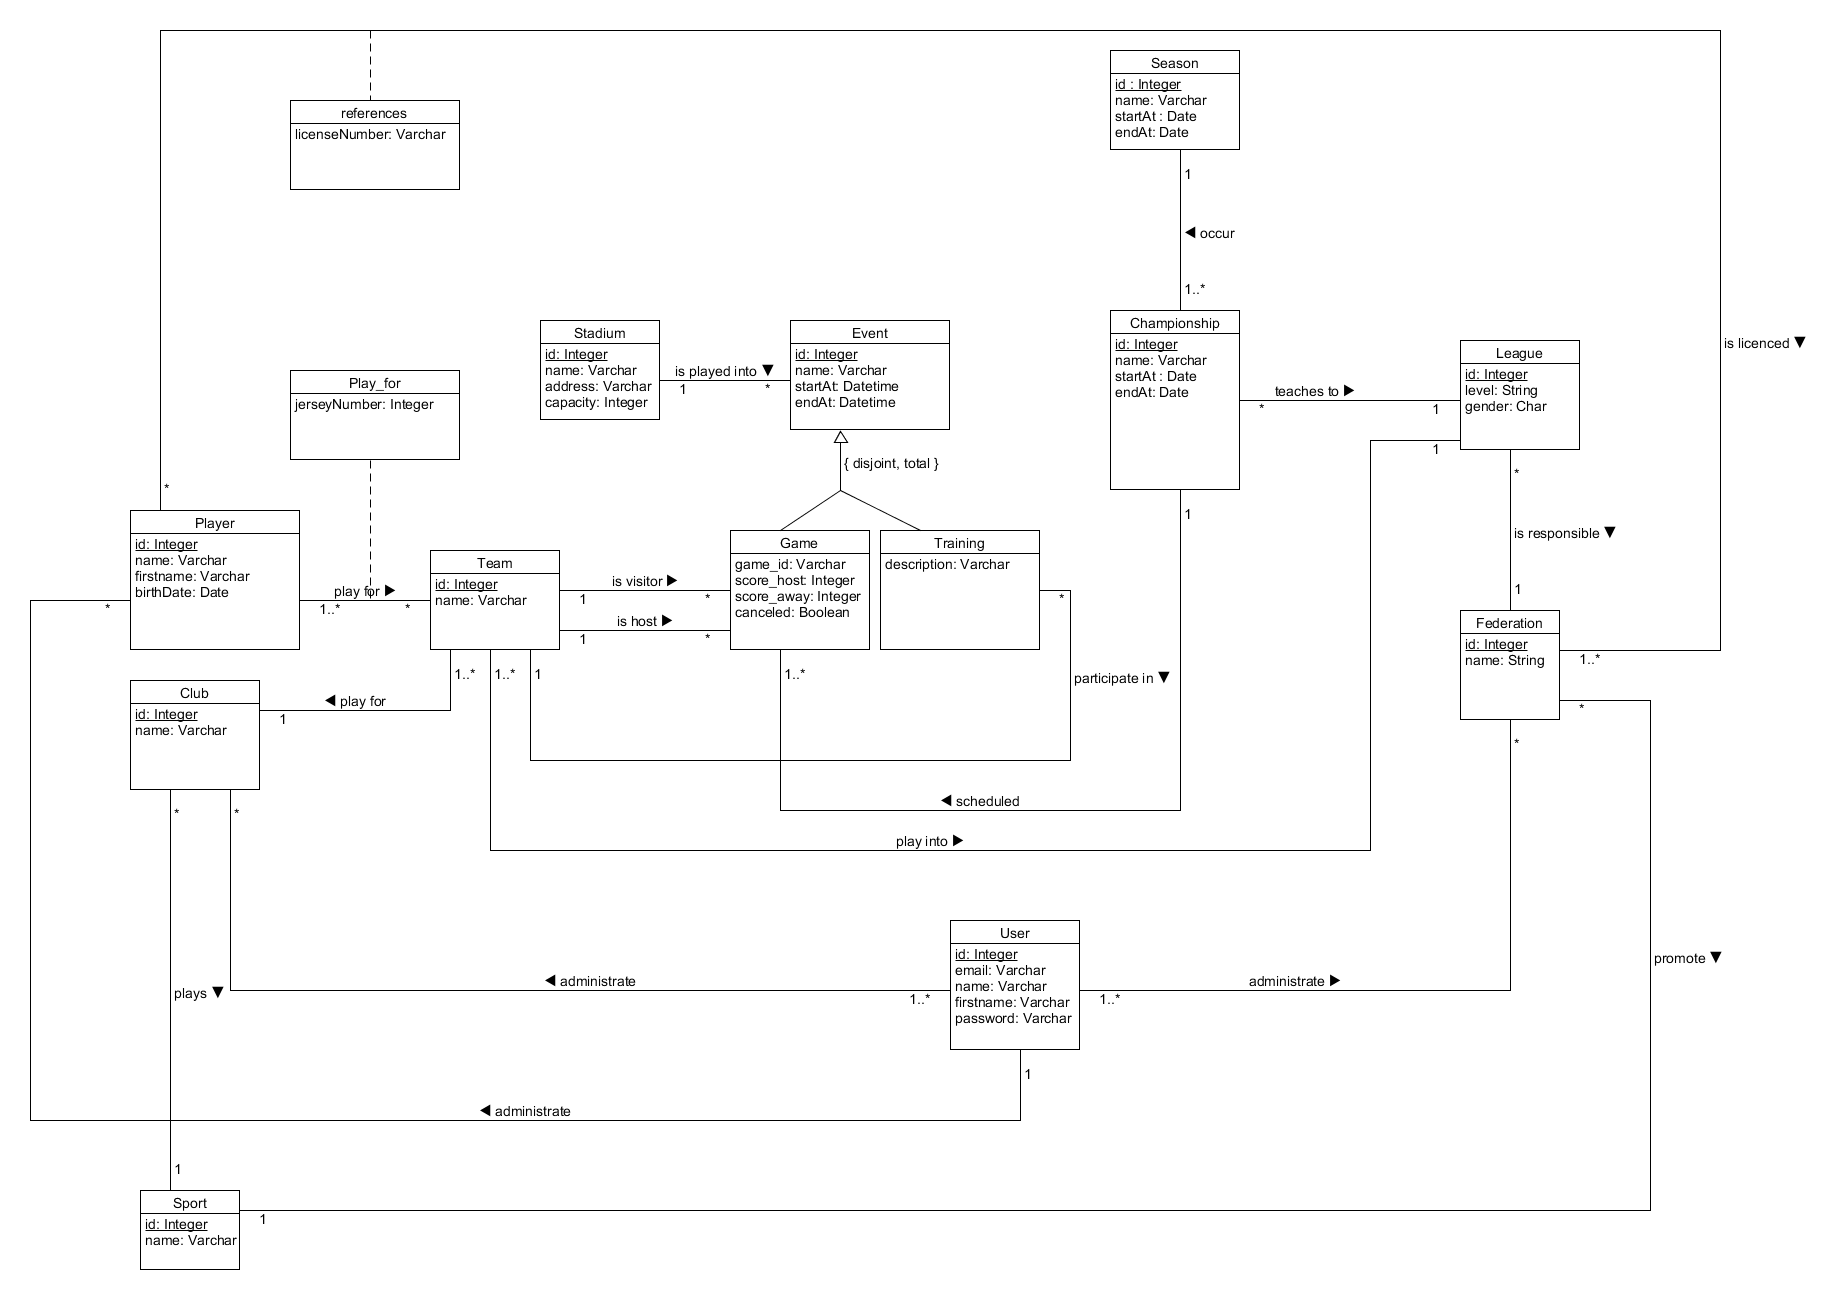 Season
id : Integer
name: Varchar
startAt : Date
endAt: Date
references
licenseNumber: Varchar
1
◀ occur
1..*
Stadium
id: Integer
name: Varchar
address: Varchar
capacity: Integer
is played into ▼
1
*
Event
id: Integer
name: Varchar
startAt: Datetime
endAt: Datetime
Championship
id: Integer
name: Varchar
startAt : Date
endAt: Date
teaches to ▶
*
1
League
id: Integer
level: String
gender: Char
is licenced ▼
Play_for
jerseyNumber: Integer
{ disjoint, total }
1
*
*
1
is responsible ▼
1
Player
id: Integer
name: Varchar
firstname: Varchar
birthDate: Date
*
play for ▶
1..*
*
Team
id: Integer
name: Varchar
is visitor ▶
1
*
is host ▶
1
*
Game
game_id: Varchar
score_host: Integer
score_away: Integer
canceled: Boolean
Training
description: Varchar
*
Federation
id: Integer
name: String
1..*
*
1..*
1..*
1
1..*
participate in ▼
◀ play for
1
Club
id: Integer
name: Varchar
*
*
*
◀ scheduled
play into ▶
User
id: Integer
email: Varchar
name: Varchar
firstname: Varchar
password: Varchar
◀ administrate
1..*
1..*
administrate ▶
promote ▼
plays ▼
1
◀ administrate
1
Sport
id: Integer
name: Varchar
1